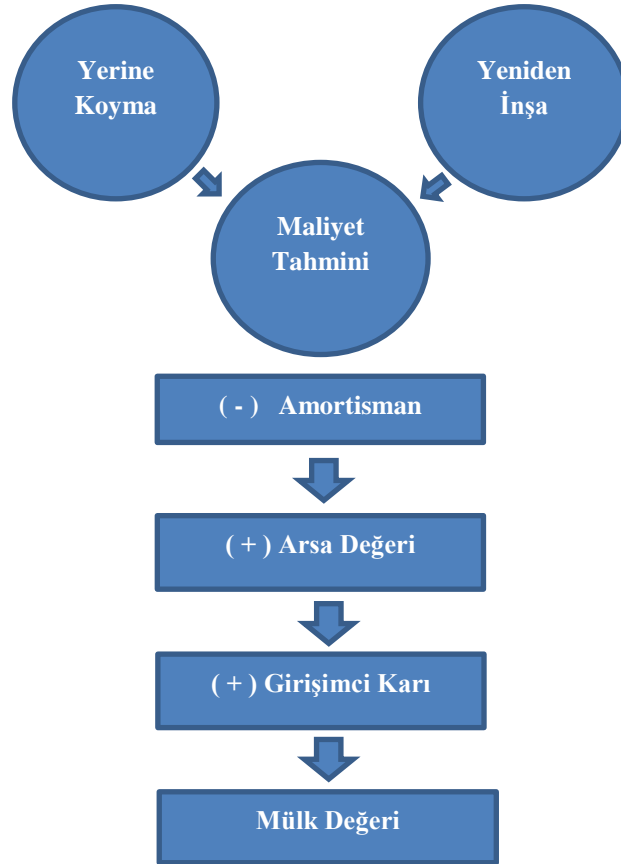 Yerine
Koyma
Yeniden
İnşa
Maliyet
Tahmini
( - ) Amortisman
( + ) Arsa Değeri
( + ) Girişimci Karı
Mülk Değeri